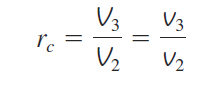 r_c = V_3/V_2 = V_3/V_2